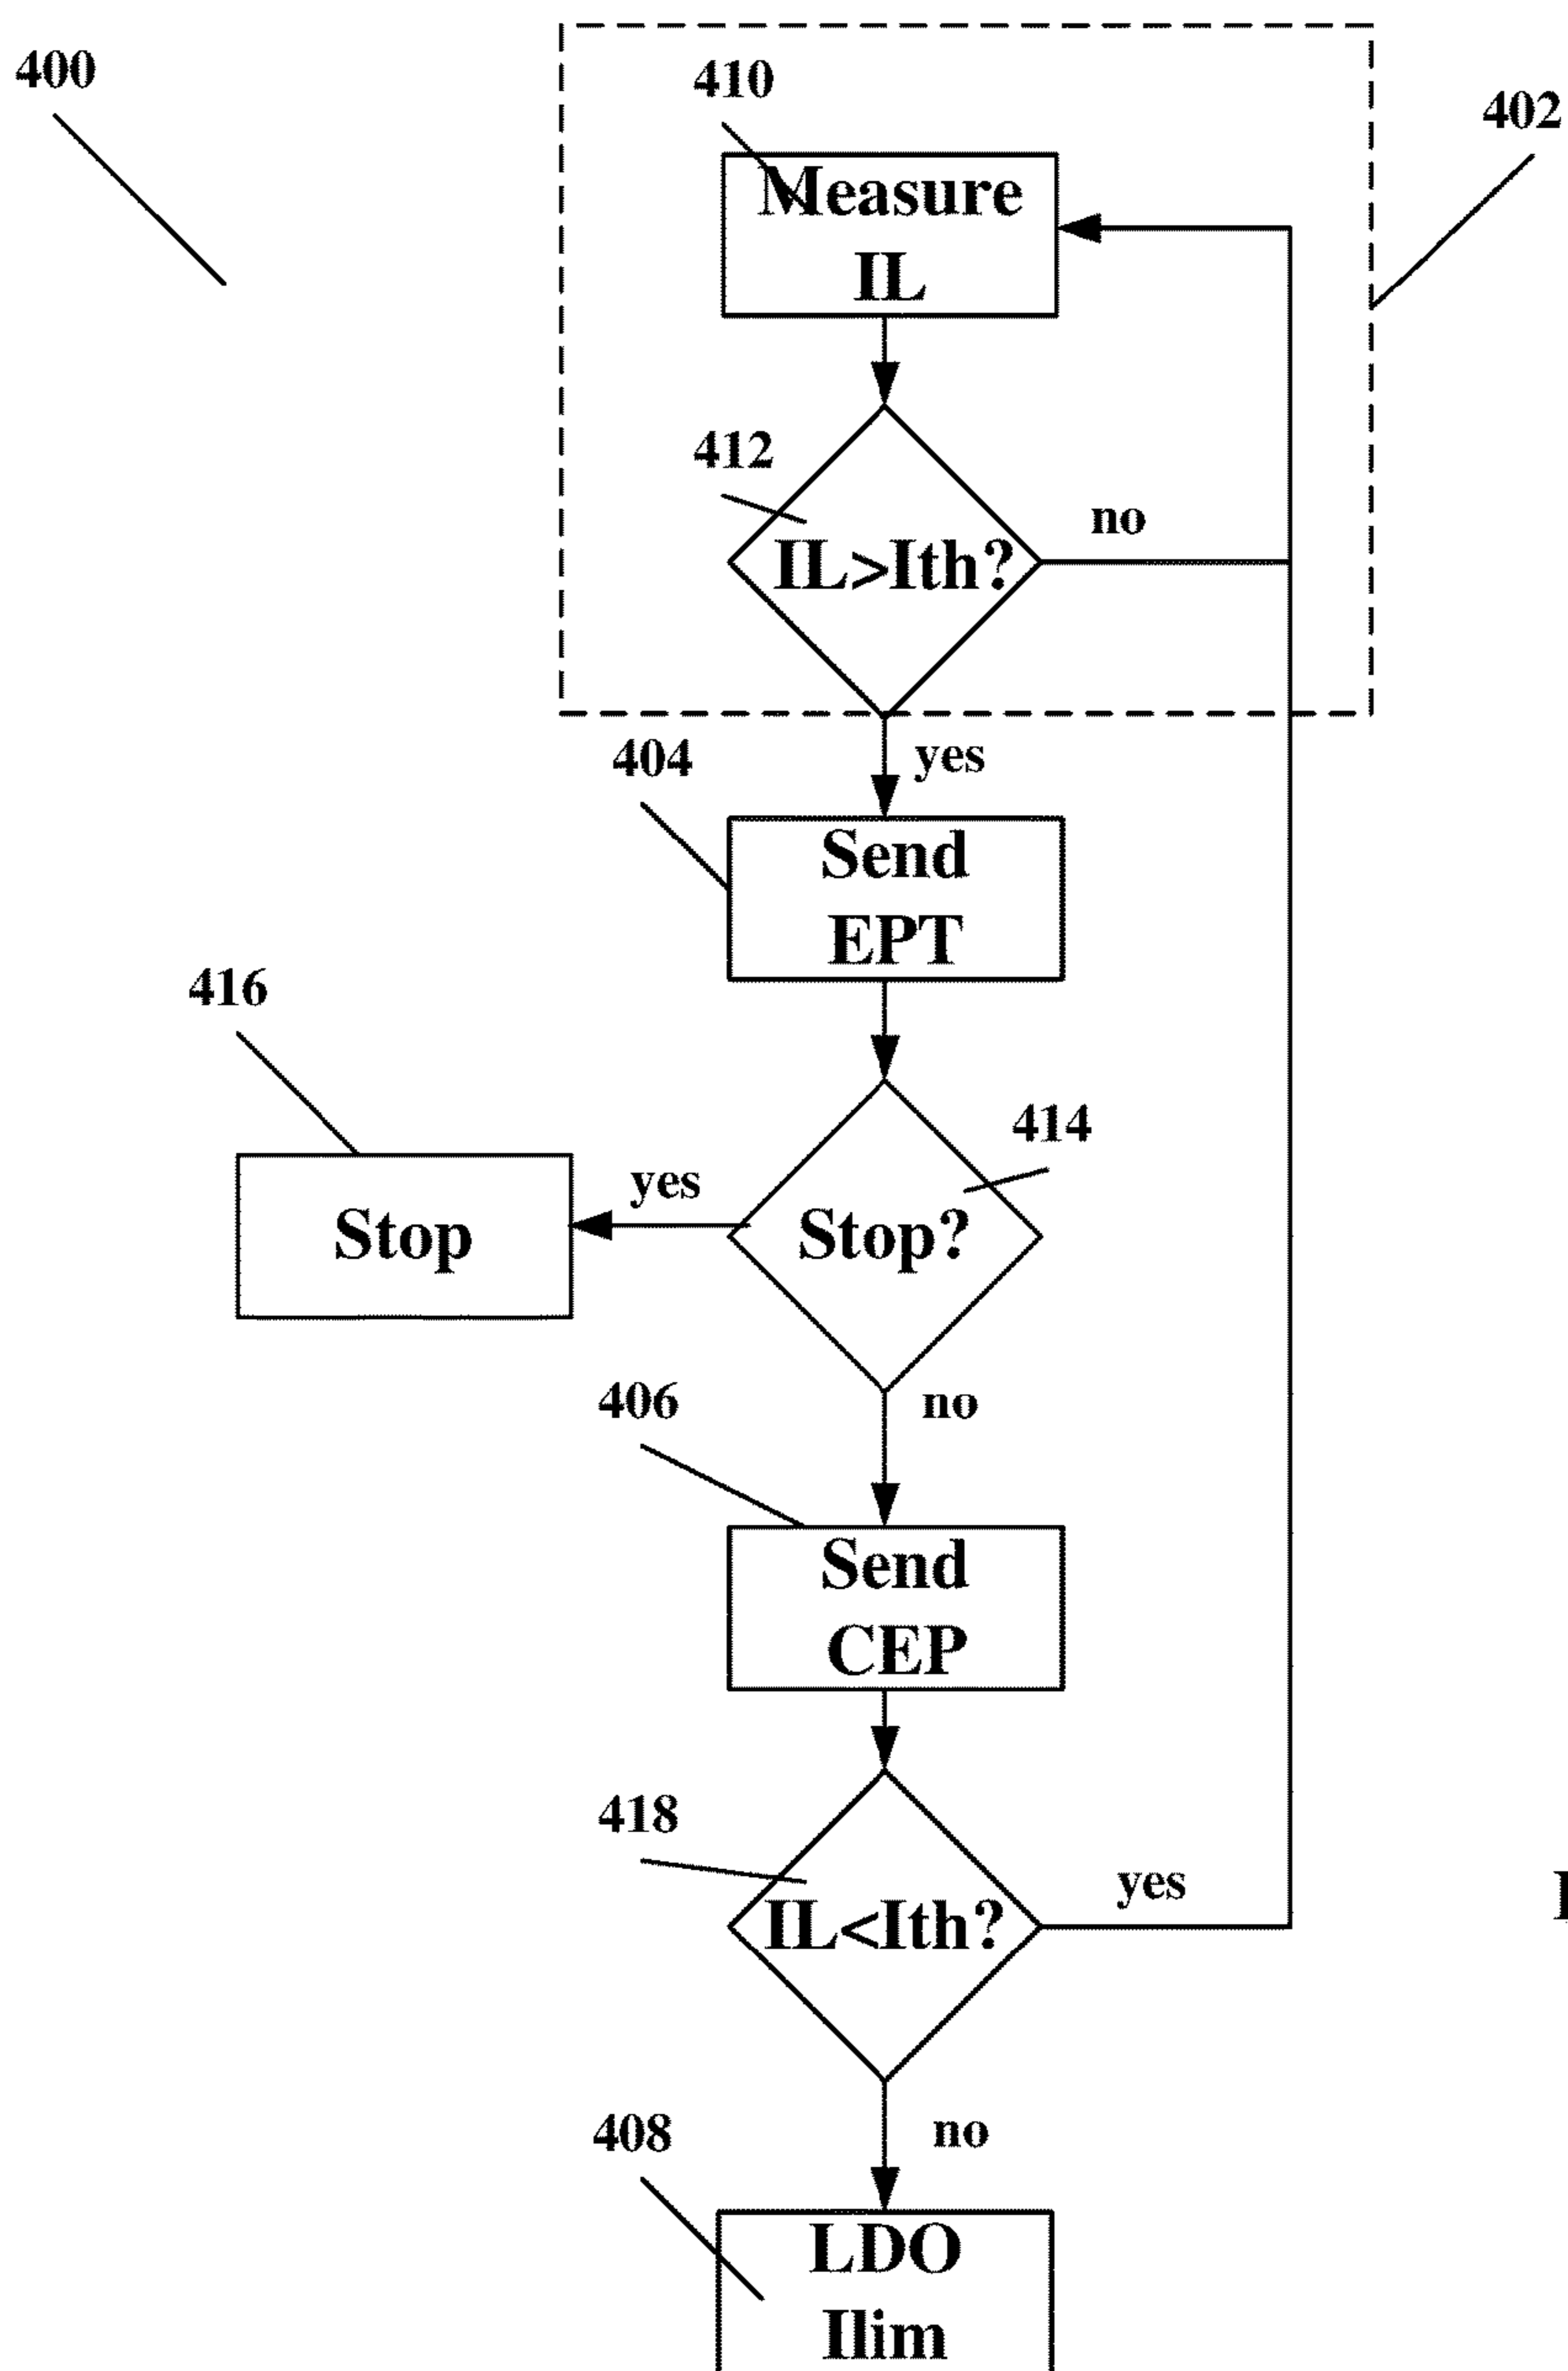 400
410
402
Measure
IL
412
no
IL>Ith?
404
yes
Send
EPT
416
414
yes
Stop
Stop?
406
no
Send
CEP
418
yes
IL<Ith?
408
no
LDO
Ilim